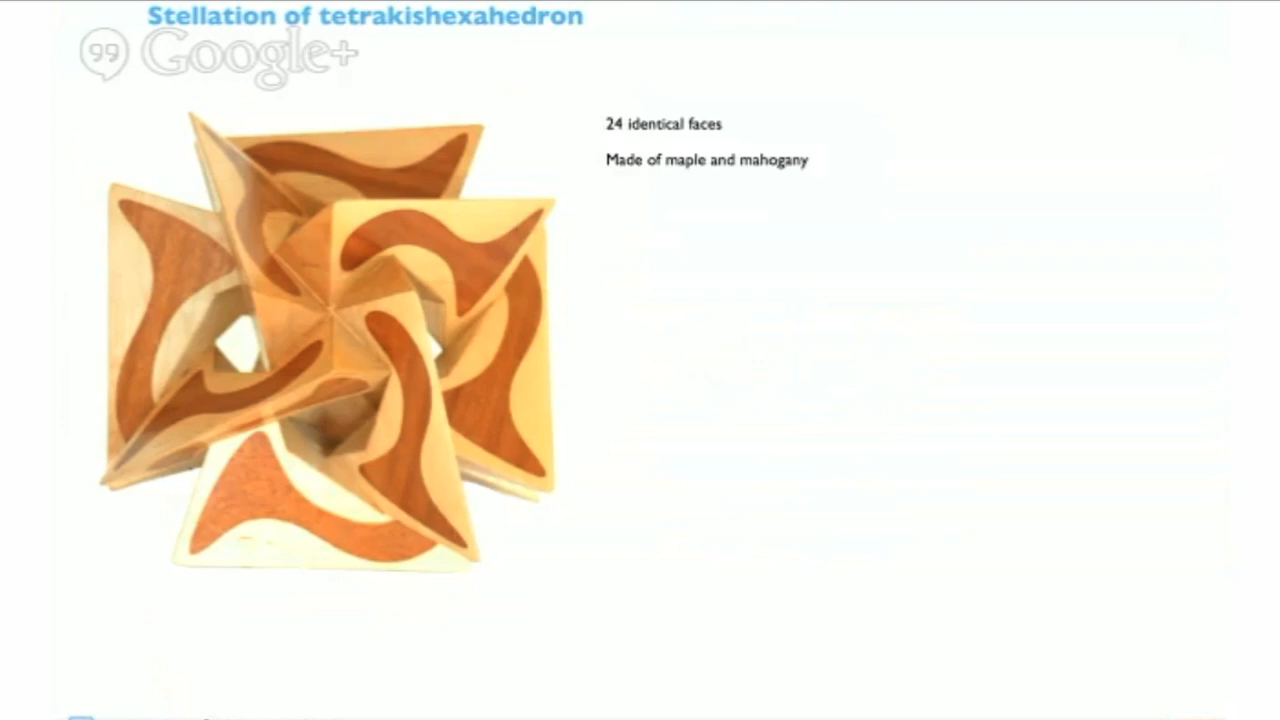 Stellation of tetrakishexahedron
Google+
24 identical faces
Made of maple and mahogany